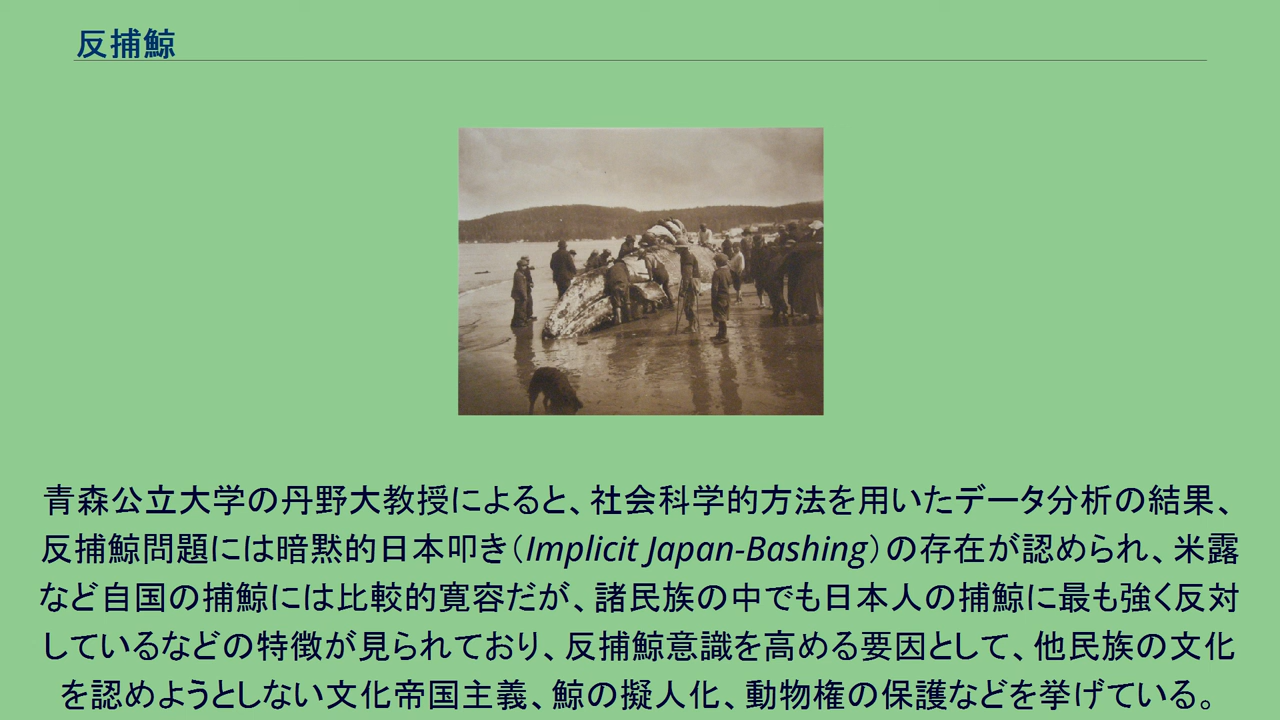 反捕鯨
青森公立大学の丹野大教授によると、社会科学的方法を用いたデータ分析の結果、
反捕鯨問題には暗黙的日本叩き（Implicit Japan-Bashing）の存在が認められ、米露
など自国の捕鯨には比較的寛容だが、諸民族の中でも日本人の捕鯨に最も強く反対
しているなどの特徴が見られており、反捕鯨意識を高める要因として、他民族の文化
を認めようとしない文化帝国主義、鯨の擬人化、動物権の保護などを挙げている。